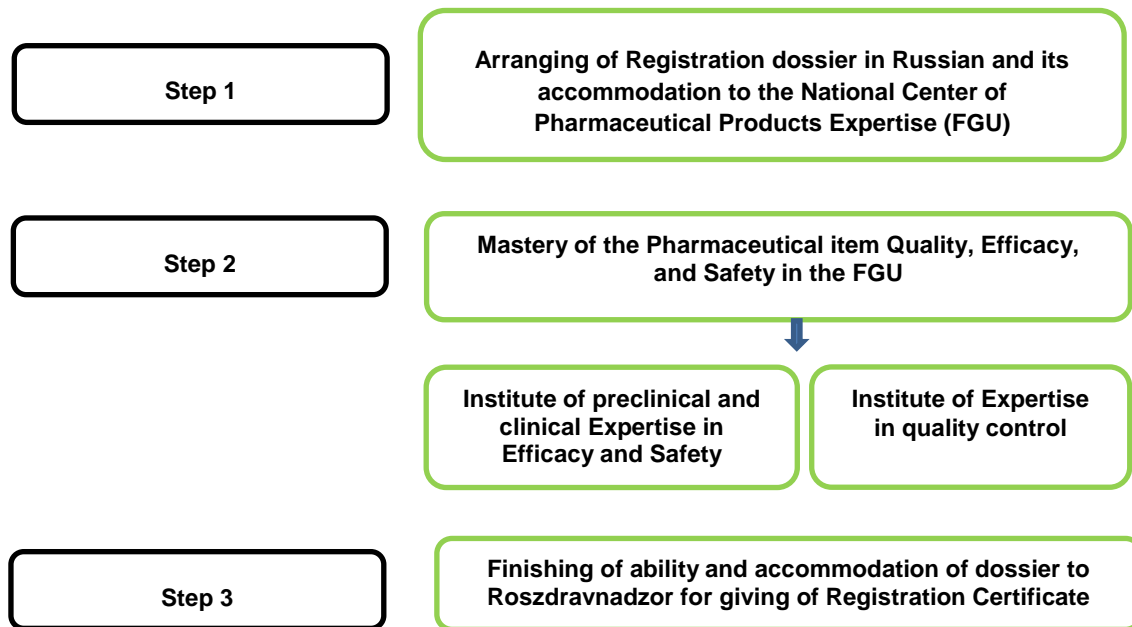 Step 1
Arranging of Registration dossier in Russian and its
accommodation to the National Center of
Pharmaceutical Products Expertise (FGU)
Step 2
Mastery of the Pharmaceutical item Quality, Efficacy,
and Safety in the FGU
Institute of preclinical and
clinical Expertise in
Efficacy and Safety
Institute of Expertise
in quality control
Step 3
Finishing of ability and accommodation of dossier to
Roszdravnadzor for giving of Registration Certificate